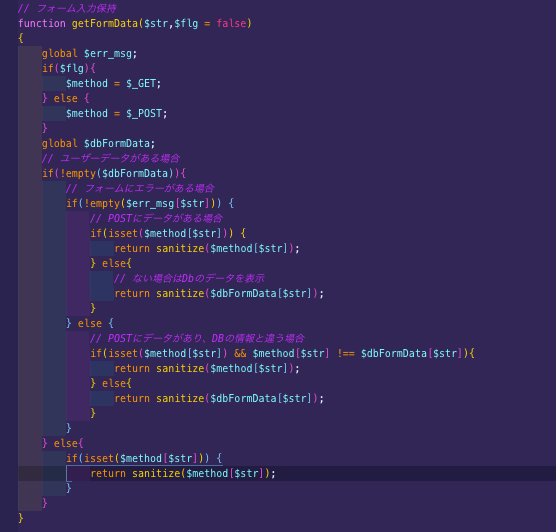 // フォーム入力保持
function getFormData($str,$flg = false)
{
    global $err_msg;
    if($flg){
        $method = $_GET;
    } else {
        $method = $_POST;
    }
    global $dbFormData;
    // ユーザーデータがある場合
    if(!empty($dbFormData)){
        // フォームにエラーがある場合
        if(!empty($err_msg[$str])) {
            // POSTにデータがある場合
            if(isset($method[$str])) {
                return sanitize($method[$str]);
            } else{
                // ない場合はDbのデータを表示
                return sanitize($dbFormData[$str]);
            }
        } else {
            // POSTにデータがあり、DBの情報と違う場合
            if(isset($method[$str]) && $method[$str] !== $dbFormData[$str]){
                return sanitize($method[$str]);
            } else{
                return sanitize($dbFormData[$str]);
            }
        }
    } else{
        if(isset($method[$str])) {
            return sanitize($method[$str]);
        }
    }
}